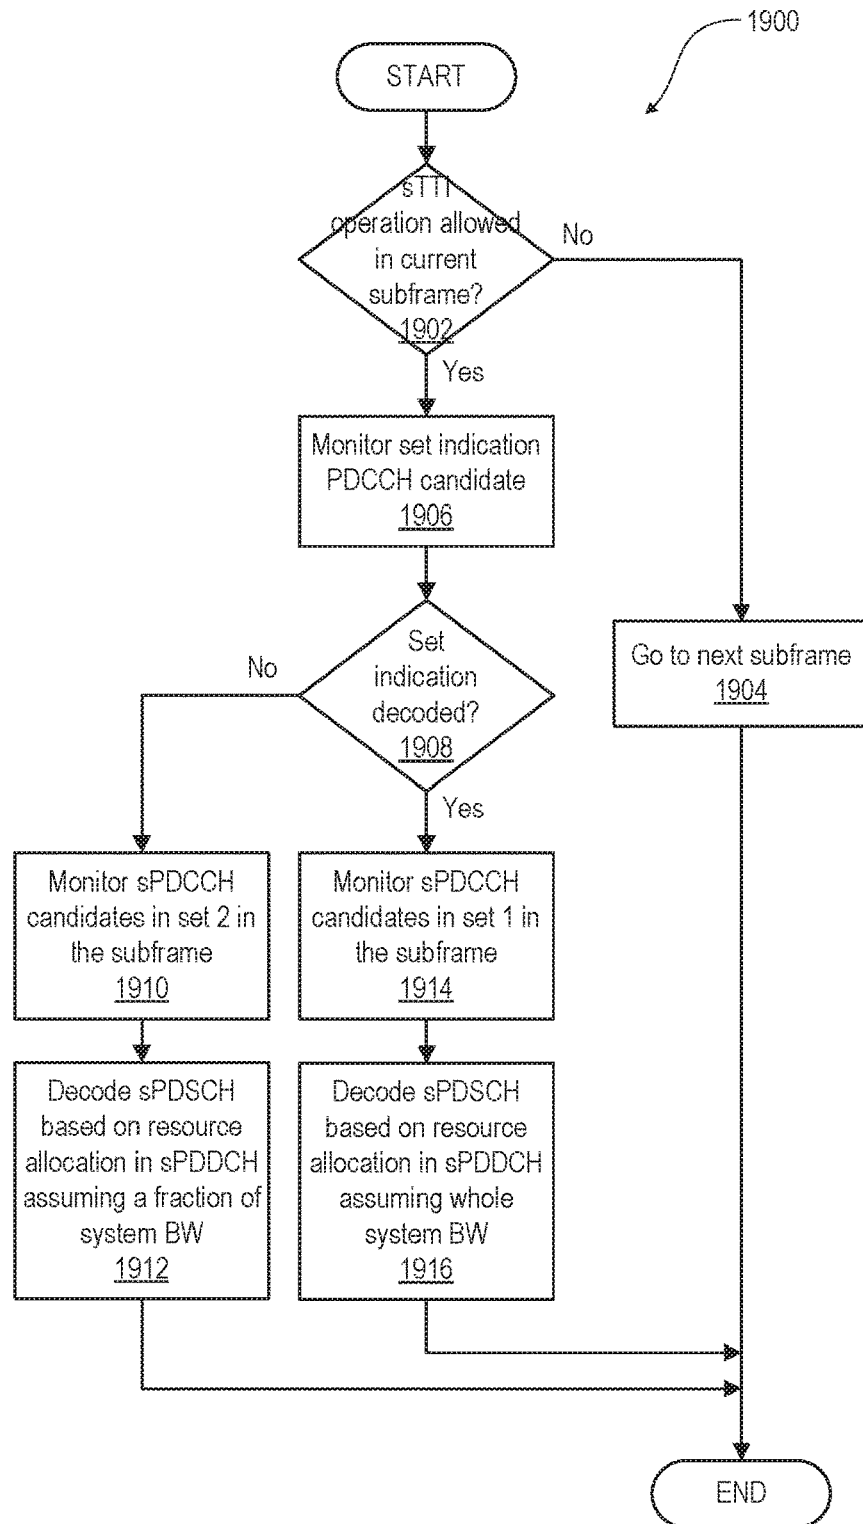 1900
START
sTTI
operation allowed
in current
subframe?
1902
No
Yes
Monitor set indication
PDCCH candidate
1906
Set
indication
decoded?
1908
No
Yes
Go to next subframe
1904
Monitor sPDCCH
candidates in set 2 in
the subframe
1910
Monitor sPDCCH
candidates in set 1 in
the subframe
1914
Decode sPDSCH
based on resource
allocation in sPDDCH
assuming a fraction of
system BW
1912
Decode sPDSCH
based on resource
allocation in sPDDCH
assuming whole
system BW
1916
END